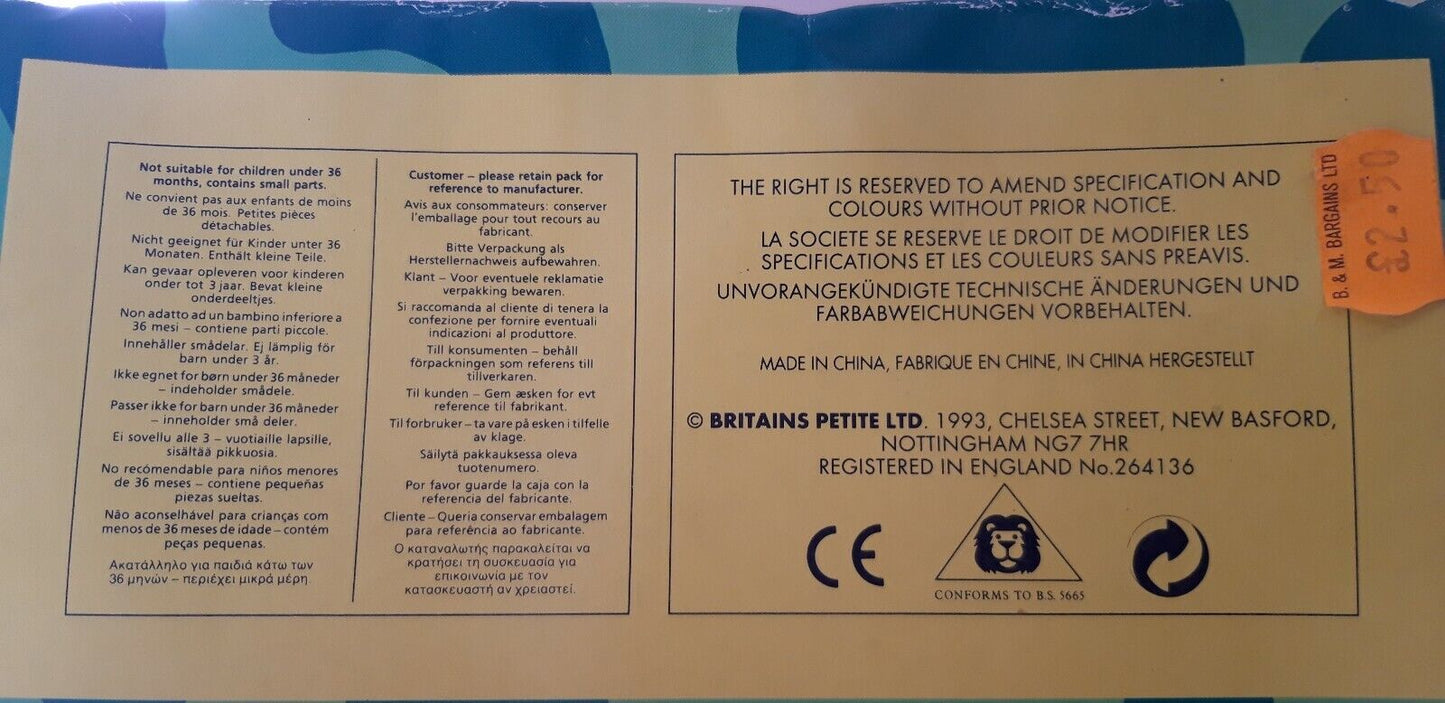 Not suitable for children under 36
months, contains small parts.
Ne convient pas aux enfants de moins
de 36 mois. Petites pièces
détachables.
Nicht geeignet für Kinder unter 36
Monaten. Enthält kleine Teile.
Kan gevaar opleveren voor kinderen
onder tot 3 jaar. Bevat kleine
onderdeeltjes.
Non adatto ad un bambino inferiore a
36 mesi – contiene parti piccole.
Innehåller smådelar. Ej lämplig för
barn under 3 år.
Ikke egnet for børn under 36 måneder
– indeholder smådele.
Passer ikke for barn under 36 måneder
– inneholder små deler.
Ei sovellu alle 3 – vuotiaille lapsille,
sisältää pikkuosia.
No recómendable para niños menores
de 36 meses – contiene pequeñas
piezas sueltas.
Não aconselhável para crianças com
menos de 36 meses de idade – contém
peças pequenas.
Ακατάλληλο για παιδιά κάτω των
36 μηνών – περιέχει μικρά μέρη.
Customer – please retain pack for
reference to manufacturer.
Avis aux consommateurs: conserver
l'emballage pour tout recours au
fabricant.
Bitte Verpackung als
Herstellernachweis aufbewahren.
Klant – Voor eventuele reklamatie
verpakking bewaren.
Si raccomanda al cliente di tenera la
confezione per fornire eventuali
indicazioni al produttore.
Till konsumenten – behåll
förpackningen som referens till
tillverkaren.
Til kunden – Gem æsken for evt
reference til fabrikant.
Til forbruker – ta vare på esken i tilfelle
av klage.
Säilytä pakkauksessa oleva
tuotenumero.
Por favor guarde la caja con la
referencia del fabricante.
Cliente – Queria conservar embalagem
para referência ao fabricante.
Ο καταναλωτής παρακαλείται να
κρατήσει τη συσκευασία για
επικοινωνία με τον
κατασκευαστή αν χρειαστεί.
THE RIGHT IS RESERVED TO AMEND SPECIFICATION AND
COLOURS WITHOUT PRIOR NOTICE.
LA SOCIETE SE RESERVE LE DROIT DE MODIFIER LES
SPECIFICATIONS ET LES COULEURS SANS PREAVIS.
UNVORANGEKÜNDIGTE TECHNISCHE ÄNDERUNGEN UND
FARBABWEICHUNGEN VORBEHALTEN.
MADE IN CHINA, FABRIQUE EN CHINE, IN CHINA HERGESTELLT
© BRITAINS PETITE LTD. 1993, CHELSEA STREET, NEW BASFORD,
NOTTINGHAM NG7 7HR
REGISTERED IN ENGLAND No.264136
CE
CONFORMS TO B.S. 5665
B. & M. BARGAINS LTD
£2.50